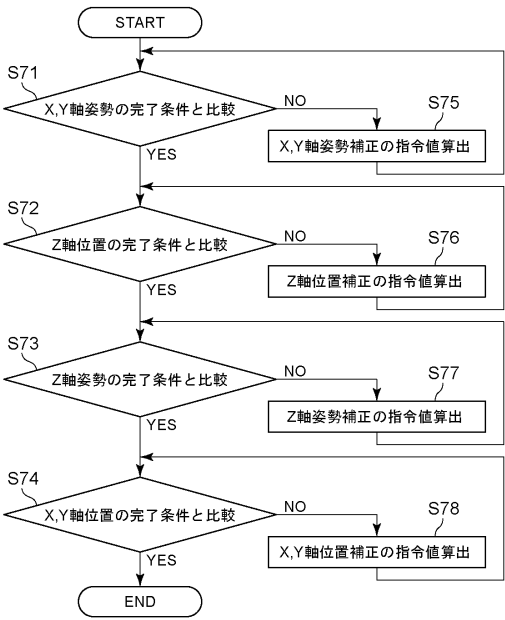 START
S71
X,Y軸姿勢の完了条件と比較
NO
S75
X,Y軸姿勢補正の指令値算出
YES
S72
Z軸位置の完了条件と比較
NO
S76
Z軸位置補正の指令値算出
YES
S73
Z軸姿勢の完了条件と比較
NO
S77
Z軸姿勢補正の指令値算出
YES
S74
X,Y軸位置の完了条件と比較
NO
S78
X,Y軸位置補正の指令値算出
YES
END